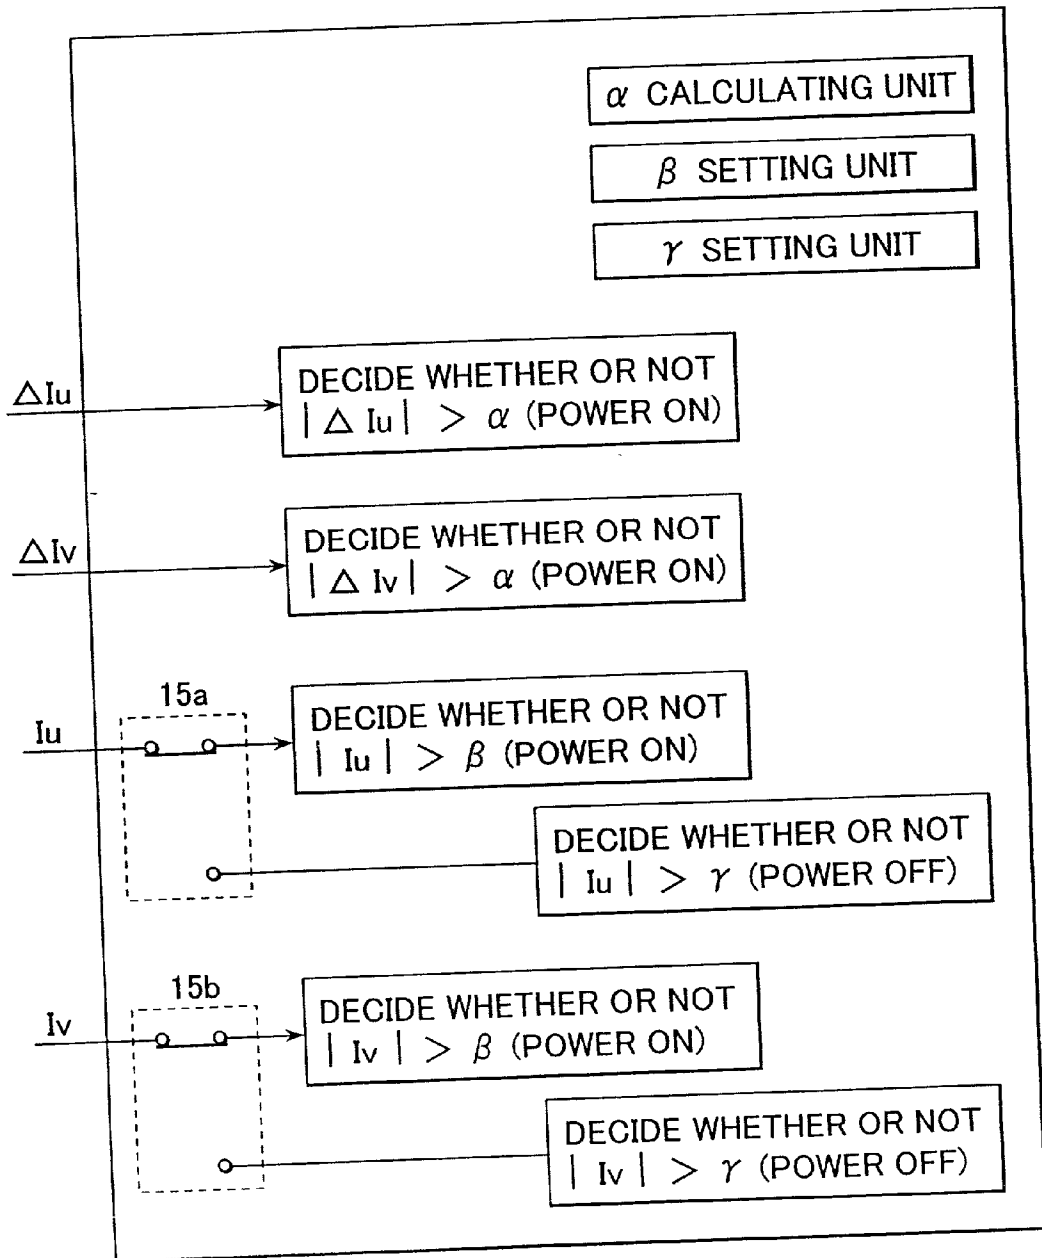 α CALCULATING UNIT
β SETTING UNIT
γ SETTING UNIT
△Iu
DECIDE WHETHER OR NOT
| △ Iu | > α (POWER ON)
△Iv
DECIDE WHETHER OR NOT
| △ Iv | > α (POWER ON)
15a
Iu
DECIDE WHETHER OR NOT
| Iu | > β (POWER ON)
DECIDE WHETHER OR NOT
| Iu | > γ (POWER OFF)
15b
Iv
DECIDE WHETHER OR NOT
| Iv | > β (POWER ON)
DECIDE WHETHER OR NOT
| Iv | > γ (POWER OFF)